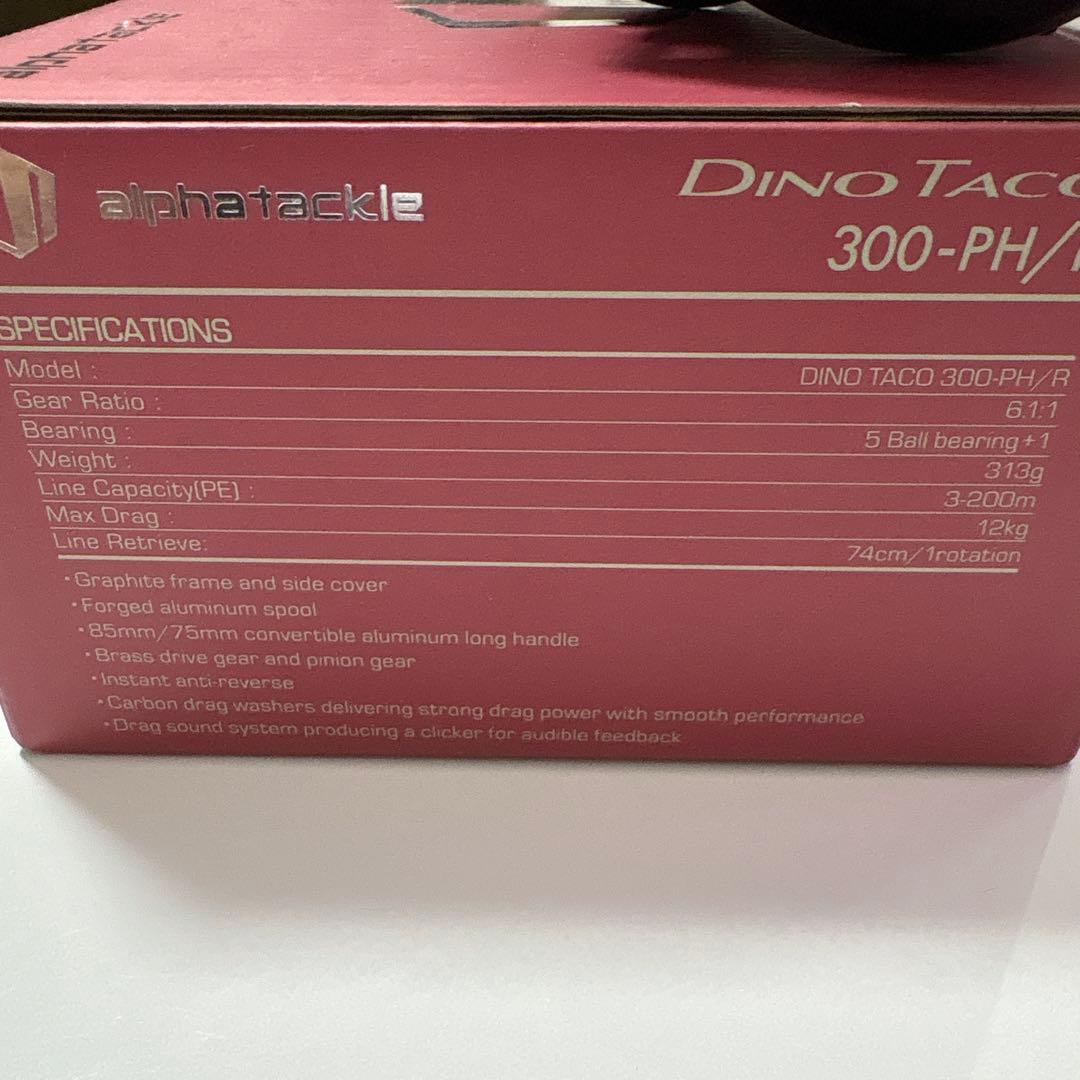 alphatackle
alphatackle
DINO TACO
300-PH/
SPECIFICATIONS
Model : DINO TACO 300-PH/R
Gear Ratio : 6.1:1
Bearing : 5 Ball bearing+1
Weight : 313g
Line Capacity(PE) : 3-200m
Max Drag : 12kg
Line Retrieve: 74cm/1rotation
・Graphite frame and side cover
・Forged aluminum spool
・85mm/75mm convertible aluminum long handle
・Brass drive gear and pinion gear
・Instant anti-reverse
・Carbon drag washers delivering strong drag power with smooth performance
・Drag sound system producing a clicker for audible feedback